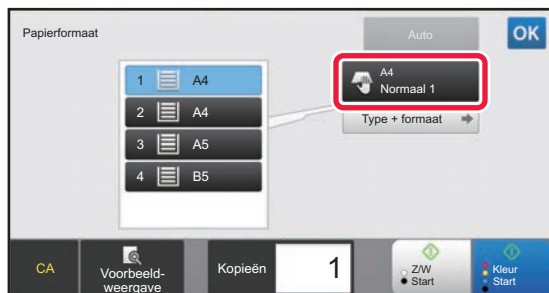 Papierformaat
Auto
OK
1 A4
2 A4
3 A5
4 B5
A4
Normaal 1
Type + formaat
CA
Voorbeeld-
weergave
Kopieën
1
Z/W
Start
Kleur
Start